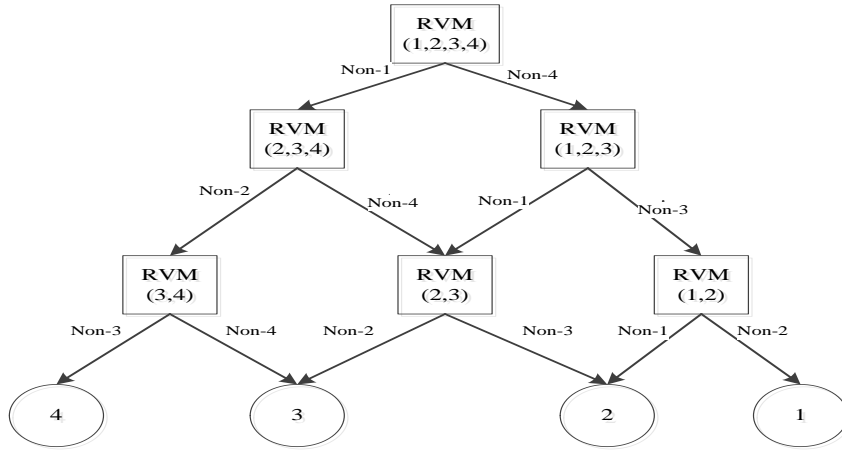 RVM
(1,2,3,4)
Non-1
Non-4
RVM
(2,3,4)
RVM
(1,2,3)
Non-2
Non-4
Non-1
Non-3
RVM
(3,4)
RVM
(2,3)
RVM
(1,2)
Non-3
Non-4
Non-2
Non-3
Non-1
Non-2
4
3
2
1